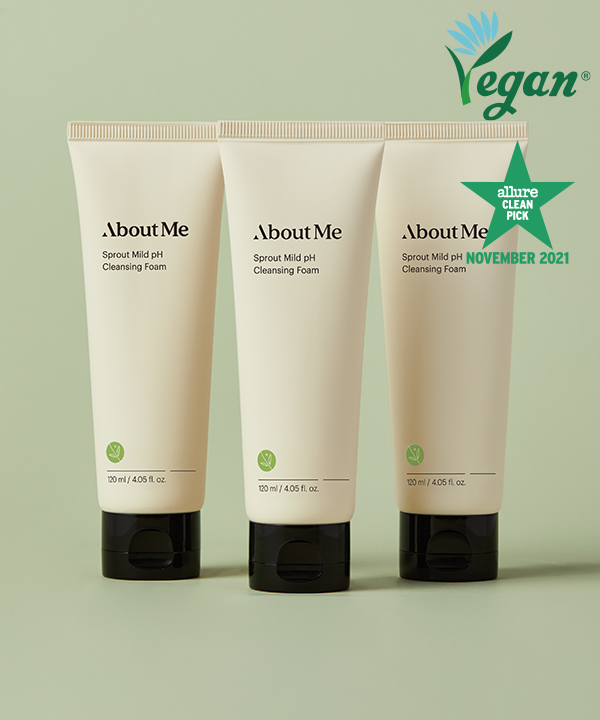 Vegan®
allure
CLEAN
PICK
NOVEMBER 2021
About Me
Sprout Mild pH
Cleansing Foam
120 ml / 4.05 fl. oz.
About Me
Sprout Mild pH
Cleansing Foam
120 ml / 4.05 fl. oz.
About Me
Sprout Mild pH
Cleansing Foam
120 ml / 4.05 fl. oz.